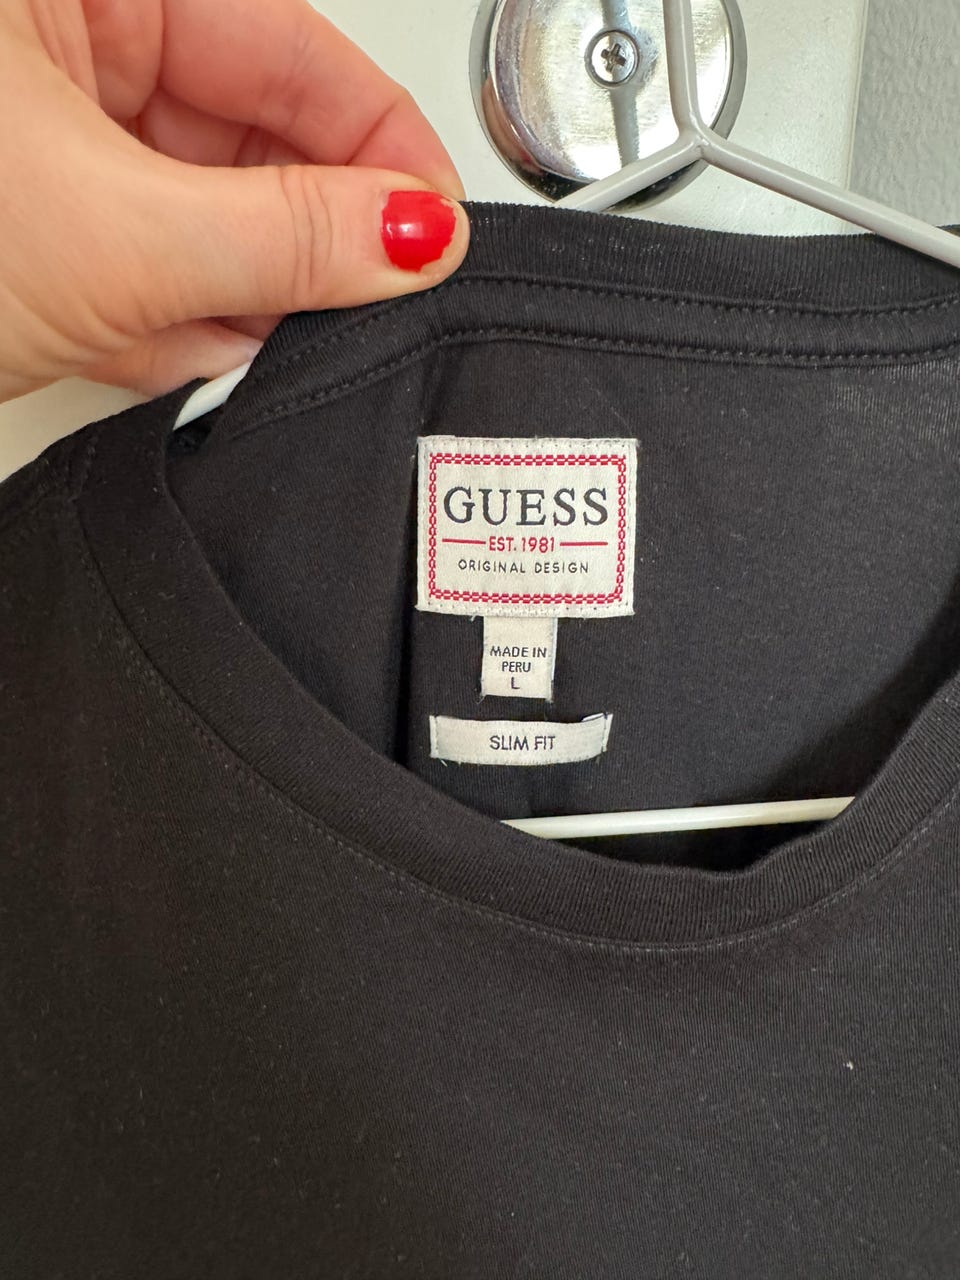 GUESS
EST. 1981
ORIGINAL DESIGN
MADE IN
PERU
L
SLIM FIT